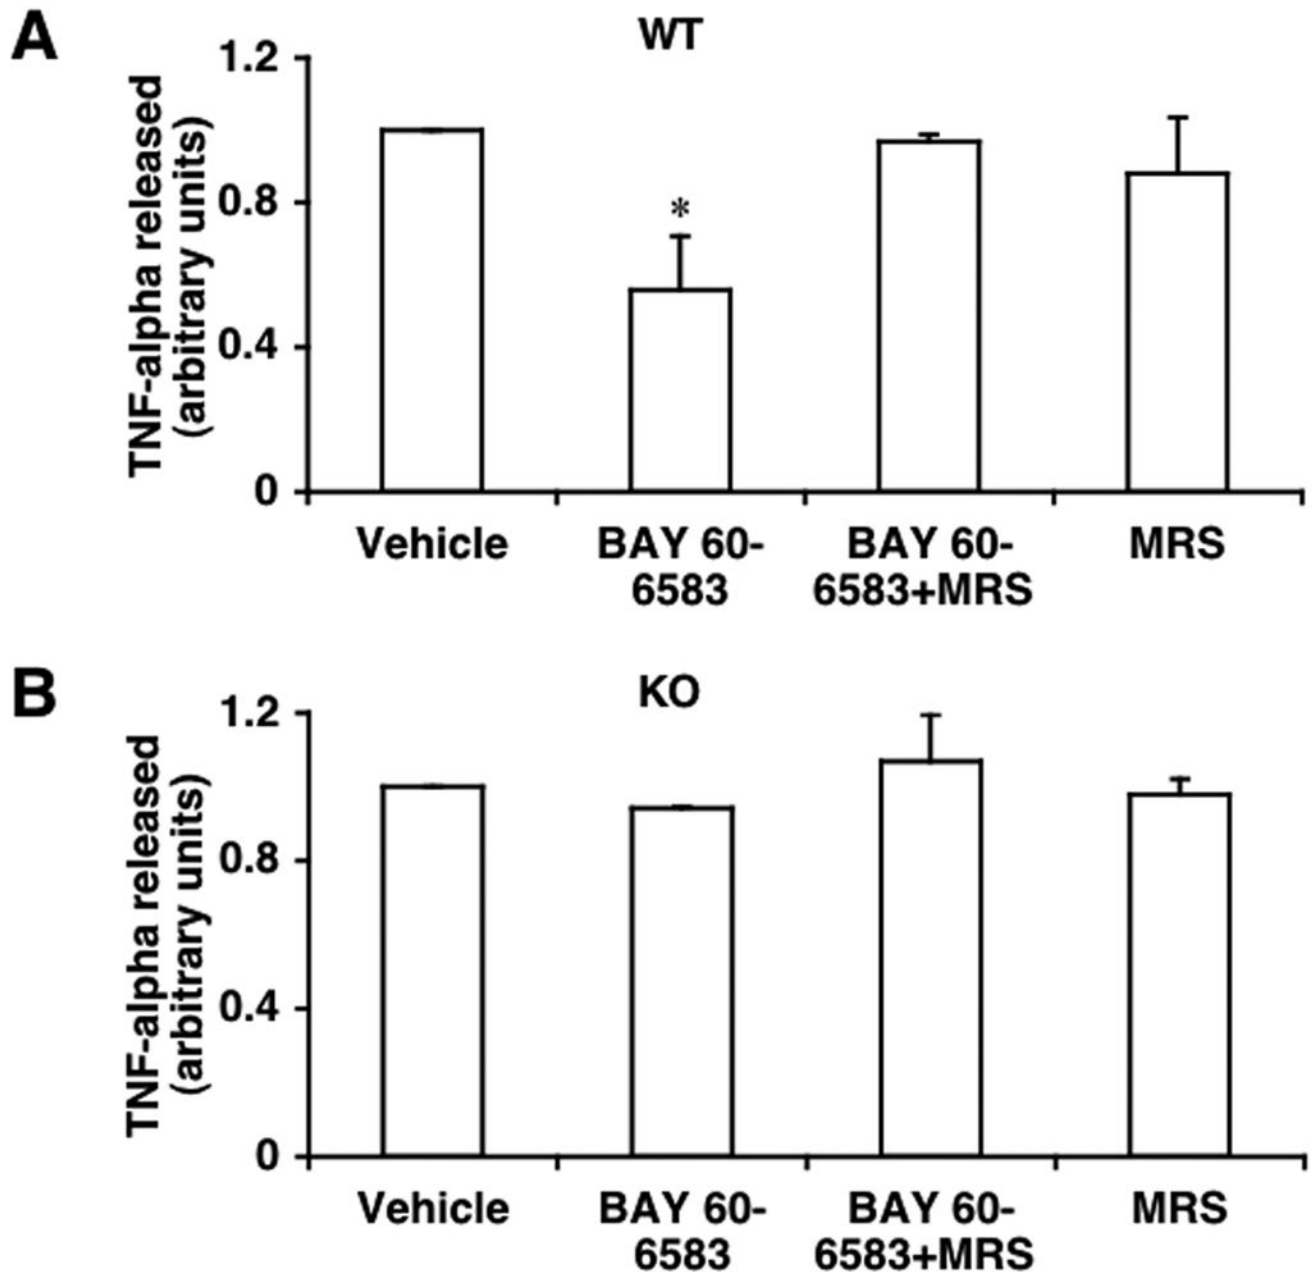 A
WT
TNF-alpha released
(arbitrary units)
1.2
0.8
0.4
0
*
Vehicle
BAY 60-
6583
BAY 60-
6583+MRS
MRS
B
KO
TNF-alpha released
(arbitrary units)
1.2
0.8
0.4
0
Vehicle
BAY 60-
6583
BAY 60-
6583+MRS
MRS